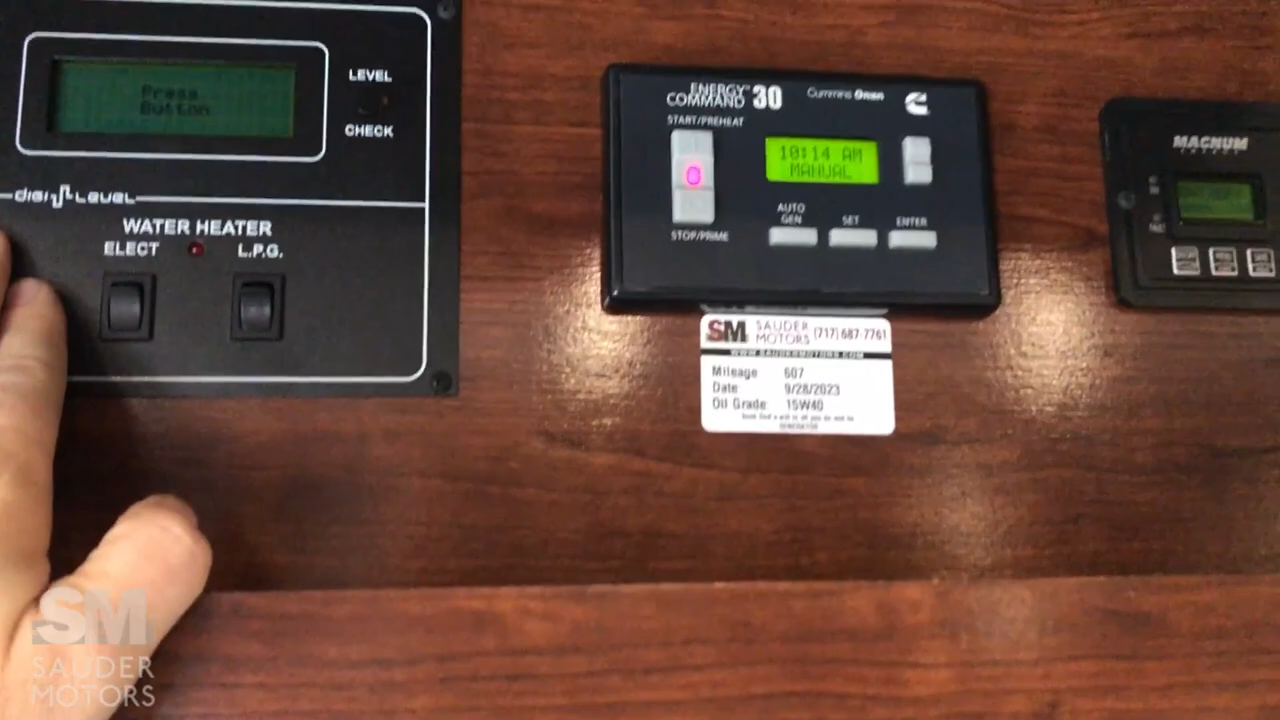 Press
Button
LEVEL
CHECK
DIGI LEVEL
WATER HEATER
ELECT
L.P.G.
ENERGY™
COMMAND 30
Cummins Onan
START/PREHEAT
0
10:14 AM
MANUAL
AUTO
GEN
SET
ENTER
STOP/PRIME
MAGNUM
ENERGY
SM SAUDER MOTORS (717) 687-7761
WWW.SAUDERMOTORS.COM
Mileage 607
Date 9/28/2023
Oil Grade 15W40
SM
SAUDER
MOTORS